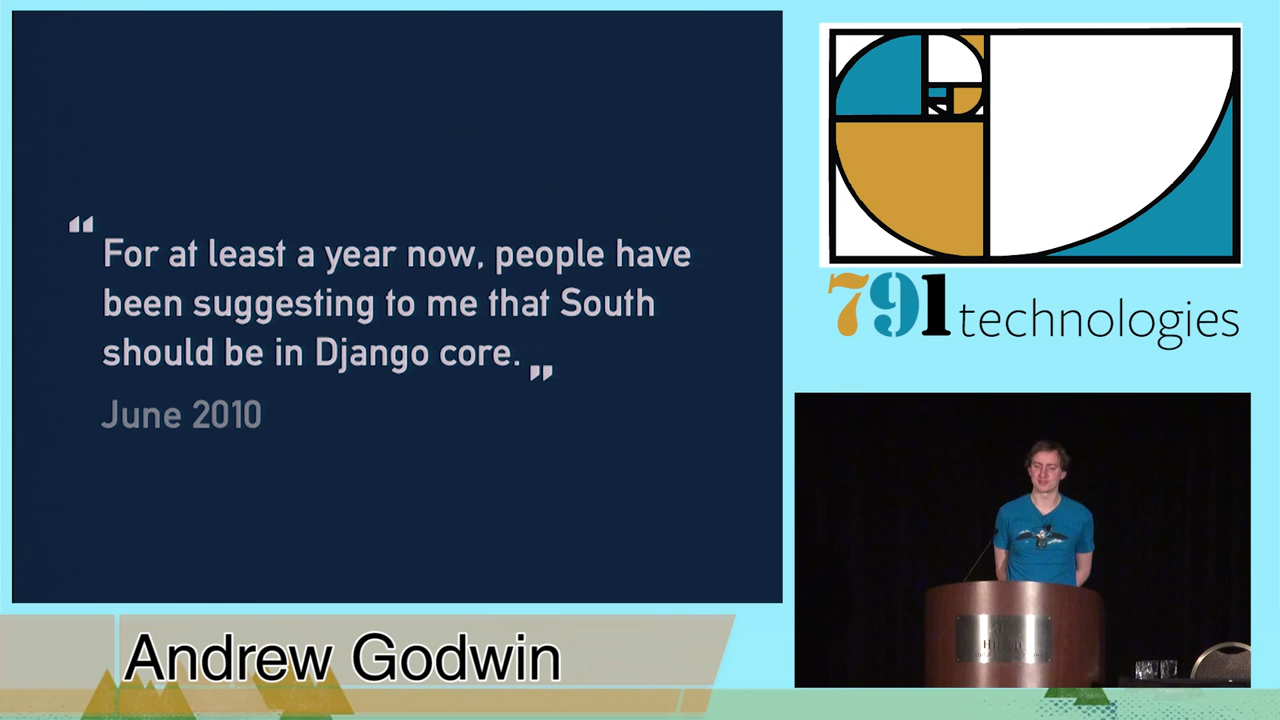 “
For at least a year now, people have
been suggesting to me that South
should be in Django core.
”
June 2010
791 technologies
Andrew Godwin